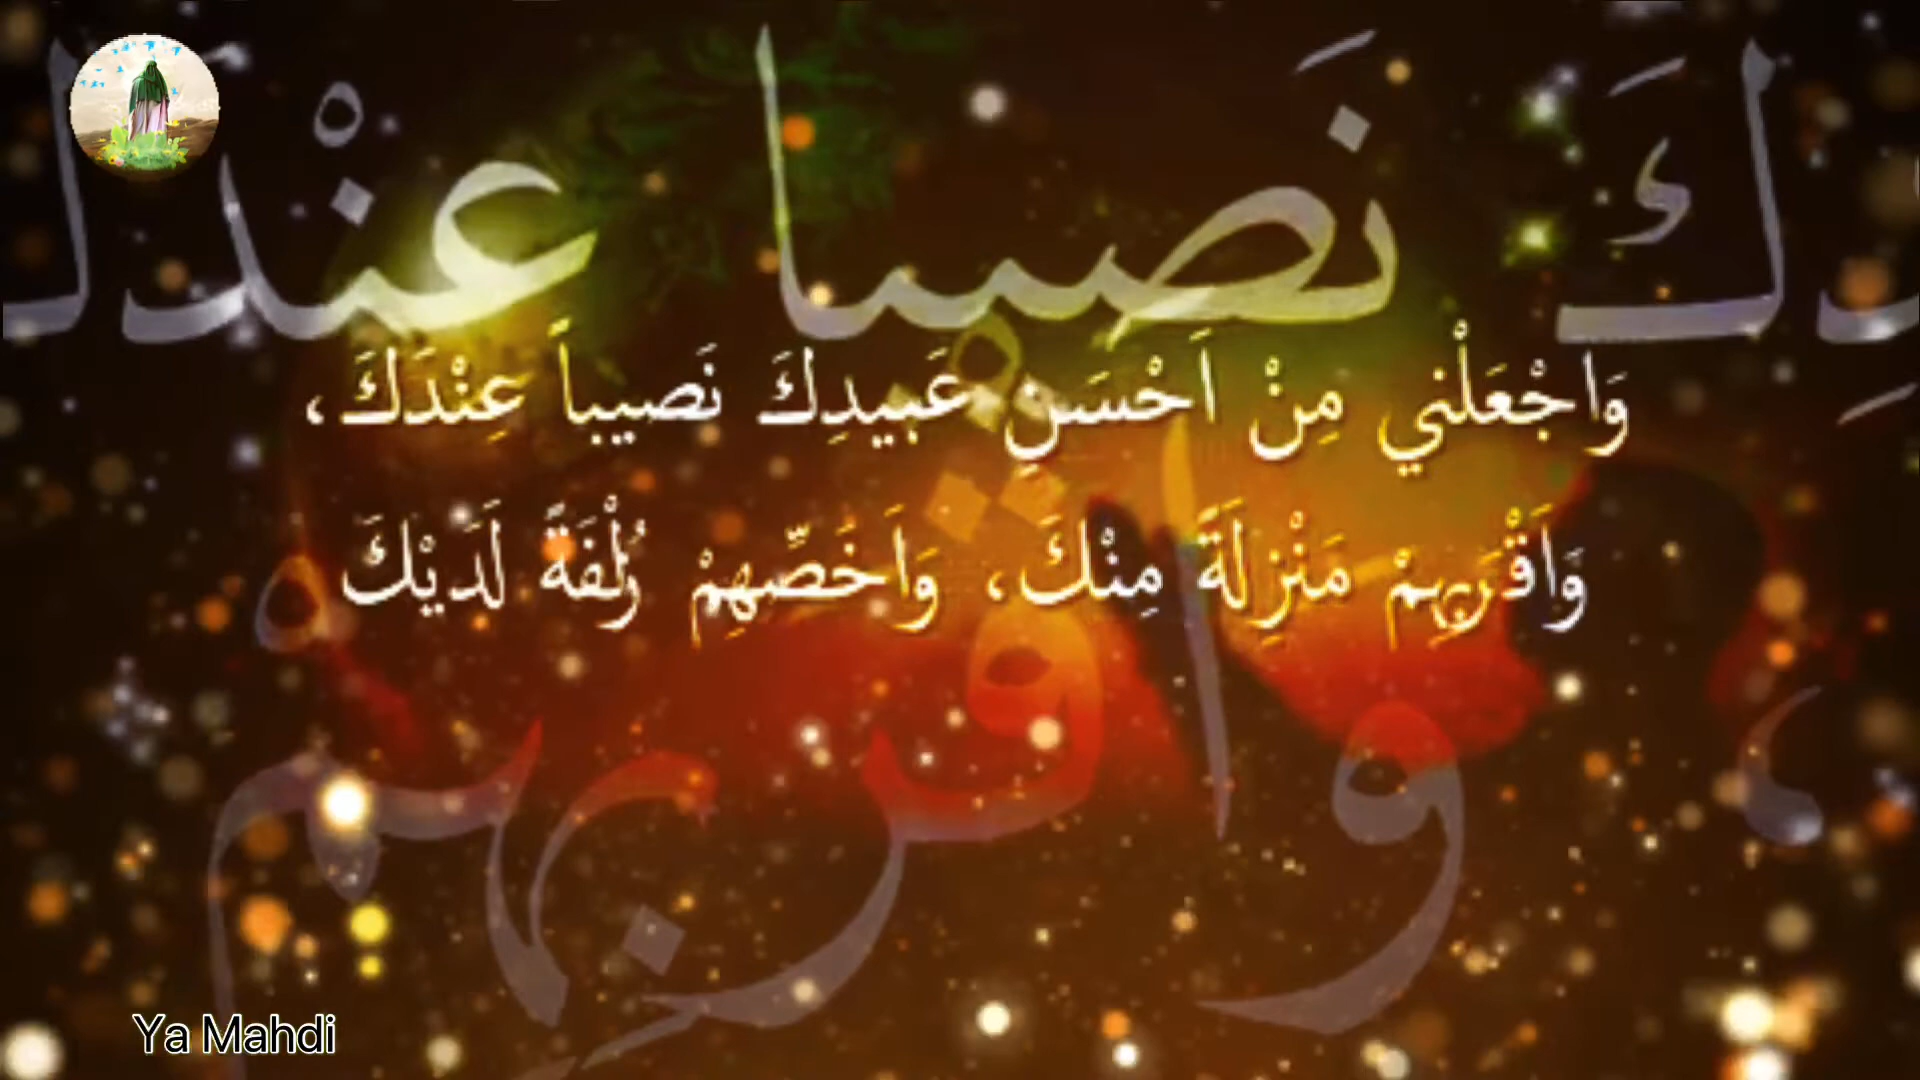 وَاجْعَلْني مِنْ اَحْسَنِ عَبيدِكَ نَصيباً عِنْدَكَ،
وَاَقْرَبِهِمْ مَنْزِلَةً مِنْكَ، وَاَخَصِّهِمْ زُلْفَةً لَدَيْكَ
Ya Mahdi